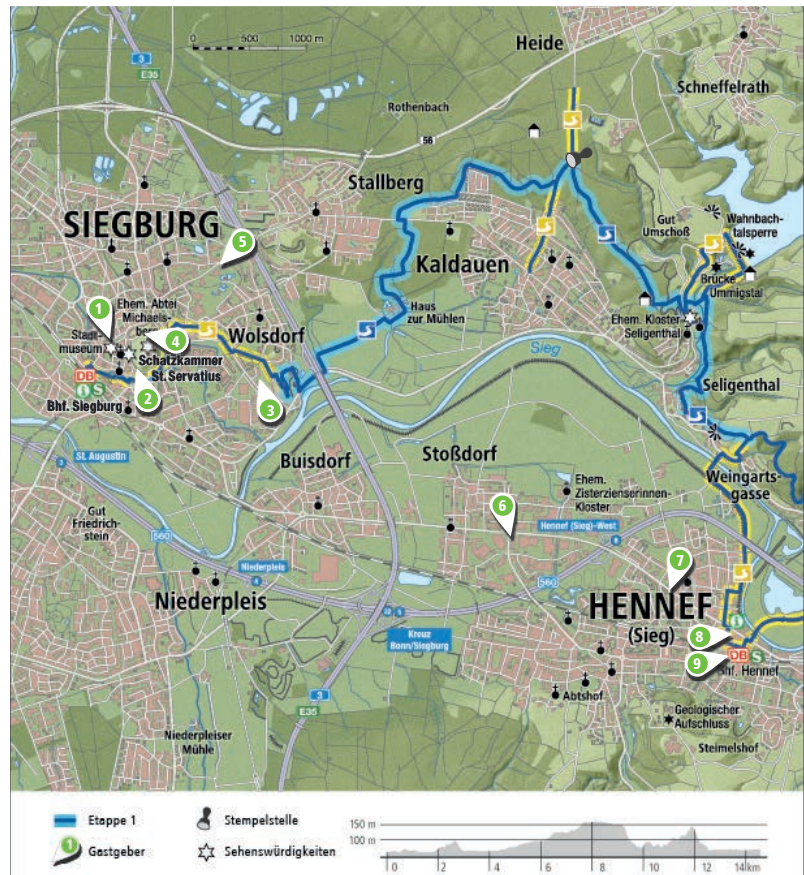 0 500 1000 m
3
E35
Heide
Schneffelrath
Rothenbach
56
Stallberg
SIEGBURG
5
Gut
Umschoß
Wahnbach-
talsperre
Kaldauen
Brücke
Ummigstal
1
Ehem. Abtei
Michaels-
berg
Haus
zur Mühlen
Ehem. Kloster
Seligenthal
Stadt-
museum
4
Wolsdorf
Schatzkammer
St. Servatius
Sieg
DB
i S
Bhf. Siegburg
2
3
Seligenthal
St. Augustin
3
Buisdorf
Stoßdorf
Weingarts-
gasse
Ehem.
Zisterzienserinnen-
Kloster
Gut
Friedrich-
stein
560
6
Hennef (Sieg)-West
6
Niederpleis
4
7
560
Niederpleis
HENNEF
(Sieg)
i
Kreuz
Bonn/Siegburg
8
9
DB S
Bhf. Hennef
3
E35
Abtshof
Geologischer
Aufschluss
Niederpleiser
Mühle
Steimelshof
Etappe 1
Stempelstelle
1 Gastgeber
Sehenswürdigkeiten
150 m
100 m
0 2 4 6 8 10 12 14 km